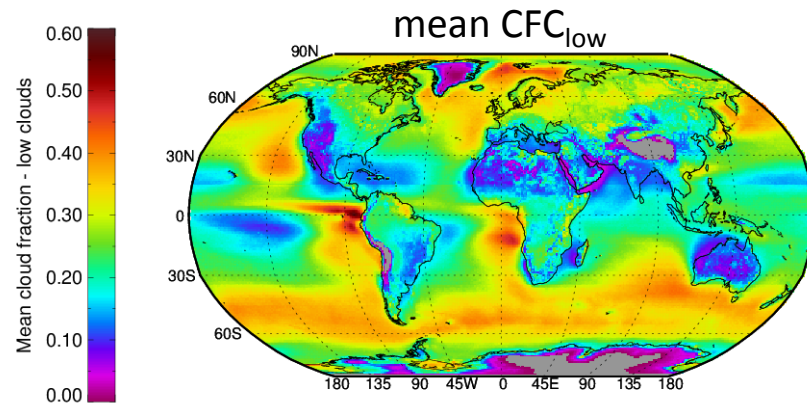 mean CFC_low
Mean cloud fraction - low clouds
0.60
0.50
0.40
0.30
0.20
0.10
0.00
90N
60N
30N
0
30S
60S
180 135 90 45W 0 45E 90 135 180